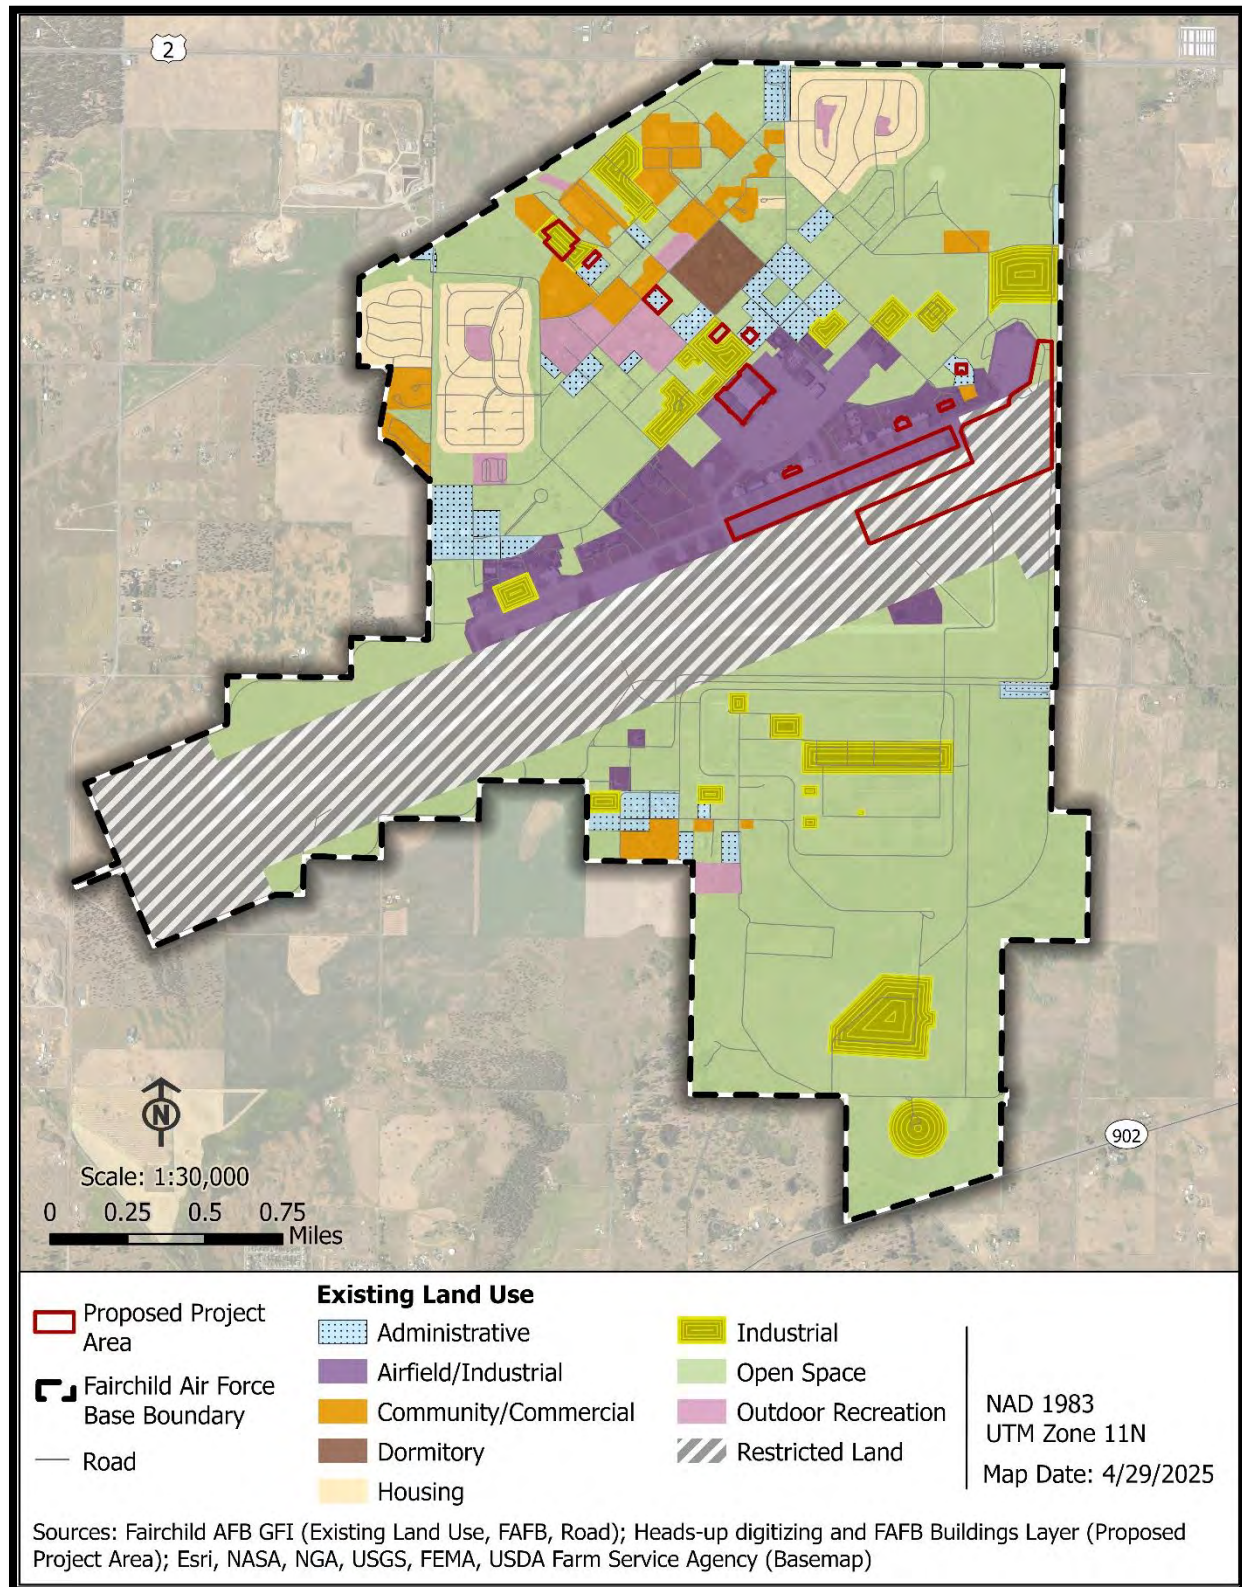 2
902
N
Scale: 1:30,000
0 0.25 0.5 0.75
Miles
Proposed Project
Area
Fairchild Air Force
Base Boundary
Road
Existing Land Use
Administrative
Airfield/Industrial
Community/Commercial
Dormitory
Housing
Industrial
Open Space
Outdoor Recreation
Restricted Land
NAD 1983
UTM Zone 11N
Map Date: 4/29/2025
Sources: Fairchild AFB GFI (Existing Land Use, FAFB, Road); Heads-up digitizing and FAFB Buildings Layer (Proposed
Project Area); Esri, NASA, NGA, USGS, FEMA, USDA Farm Service Agency (Basemap)